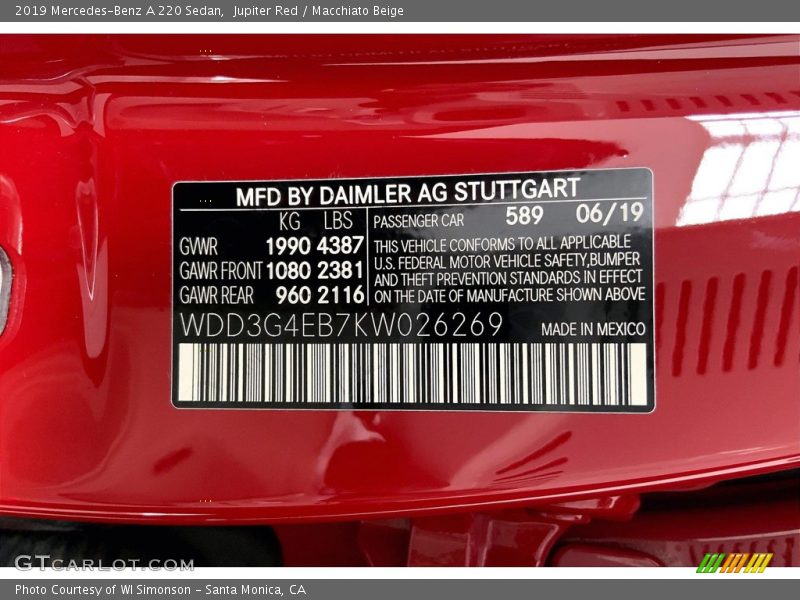 2019 Mercedes-Benz A 220 Sedan, Jupiter Red / Macchiato Beige
MFD BY DAIMLER AG STUTTGART
KG LBS PASSENGER CAR 589 06/19
GVWR 1990 4387 THIS VEHICLE CONFORMS TO ALL APPLICABLE
GAWR FRONT 1080 2381 U.S. FEDERAL MOTOR VEHICLE SAFETY,BUMPER
AND THEFT PREVENTION STANDARDS IN EFFECT
GAWR REAR 960 2116 ON THE DATE OF MANUFACTURE SHOWN ABOVE
WDD3G4EB7KW026269 MADE IN MEXICO
GTCARLOT.COM
Photo Courtesy of WI Simonson - Santa Monica, CA